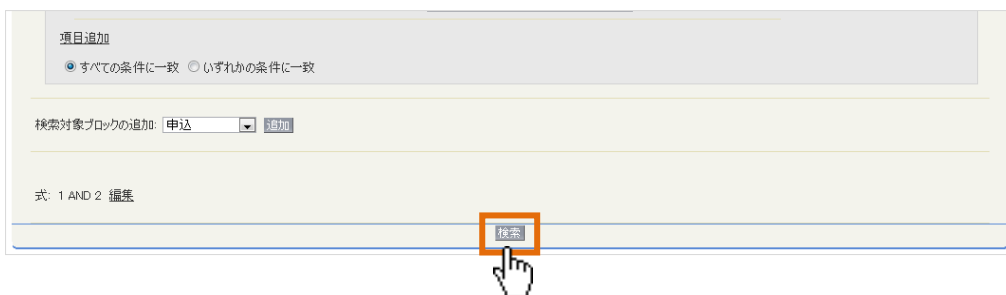 項目追加
すべての条件に一致 いずれかの条件に一致
検索対象ブロックの追加: 申込 追加
式: 1 AND 2 編集
検索